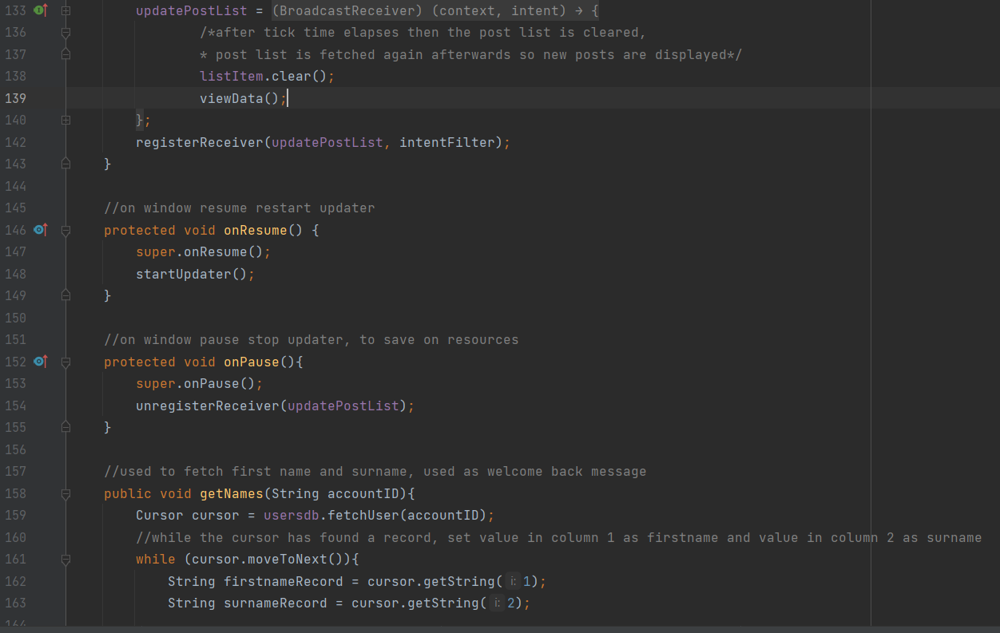 133 updatePostList = (BroadcastReceiver) (context, intent) → {
136 /*after tick time elapses then the post list is cleared,
137 * post list is fetched again afterwards so new posts are displayed*/
138 listItem.clear();
139 viewData();
140 };
142 registerReceiver(updatePostList, intentFilter);
143 }
144
145 //on window resume restart updater
146 protected void onResume() {
147 super.onResume();
148 startUpdater();
149 }
150
151 //on window pause stop updater, to save on resources
152 protected void onPause(){
153 super.onPause();
154 unregisterReceiver(updatePostList);
155 }
156
157 //used to fetch first name and surname, used as welcome back message
158 public void getNames(String accountID){
159 Cursor cursor = usersdb.fetchUser(accountID);
160 //while the cursor has found a record, set value in column 1 as firstname and value in column 2 as surname
161 while (cursor.moveToNext()){
162 String firstnameRecord = cursor.getString( i: 1);
163 String surnameRecord = cursor.getString( i: 2);
164